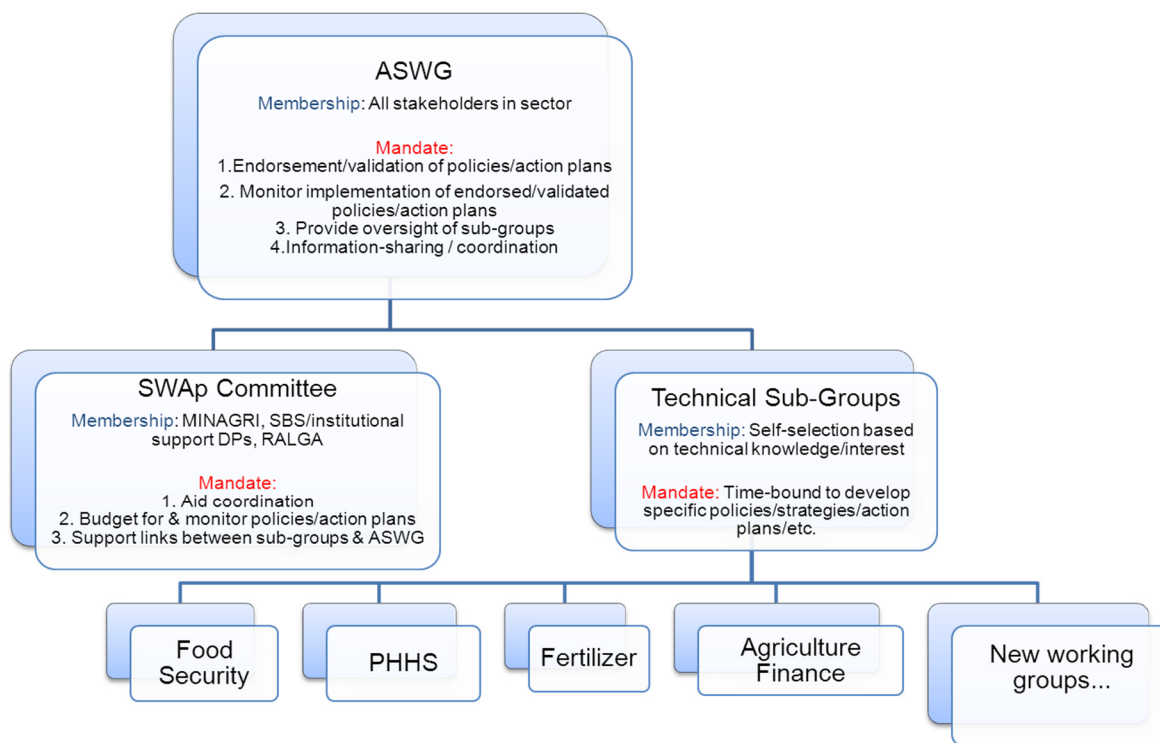 ASWG
Membership: All stakeholders in sector
Mandate:
1.Endorsement/validation of policies/action plans
2. Monitor implementation of endorsed/validated
policies/action plans
3. Provide oversight of sub-groups
4.Information-sharing / coordination
SWAp Committee
Membership: MINAGRI, SBS/institutional
support DPs, RALGA
Mandate:
1. Aid coordination
2. Budget for & monitor policies/action plans
3. Support links between sub-groups & ASWG
Technical Sub-Groups
Membership: Self-selection based
on technical knowledge/interest
Mandate: Time-bound to develop
specific policies/strategies/action
plans/etc.
Food
Security
PHHS
Fertilizer
Agriculture
Finance
New working
groups...